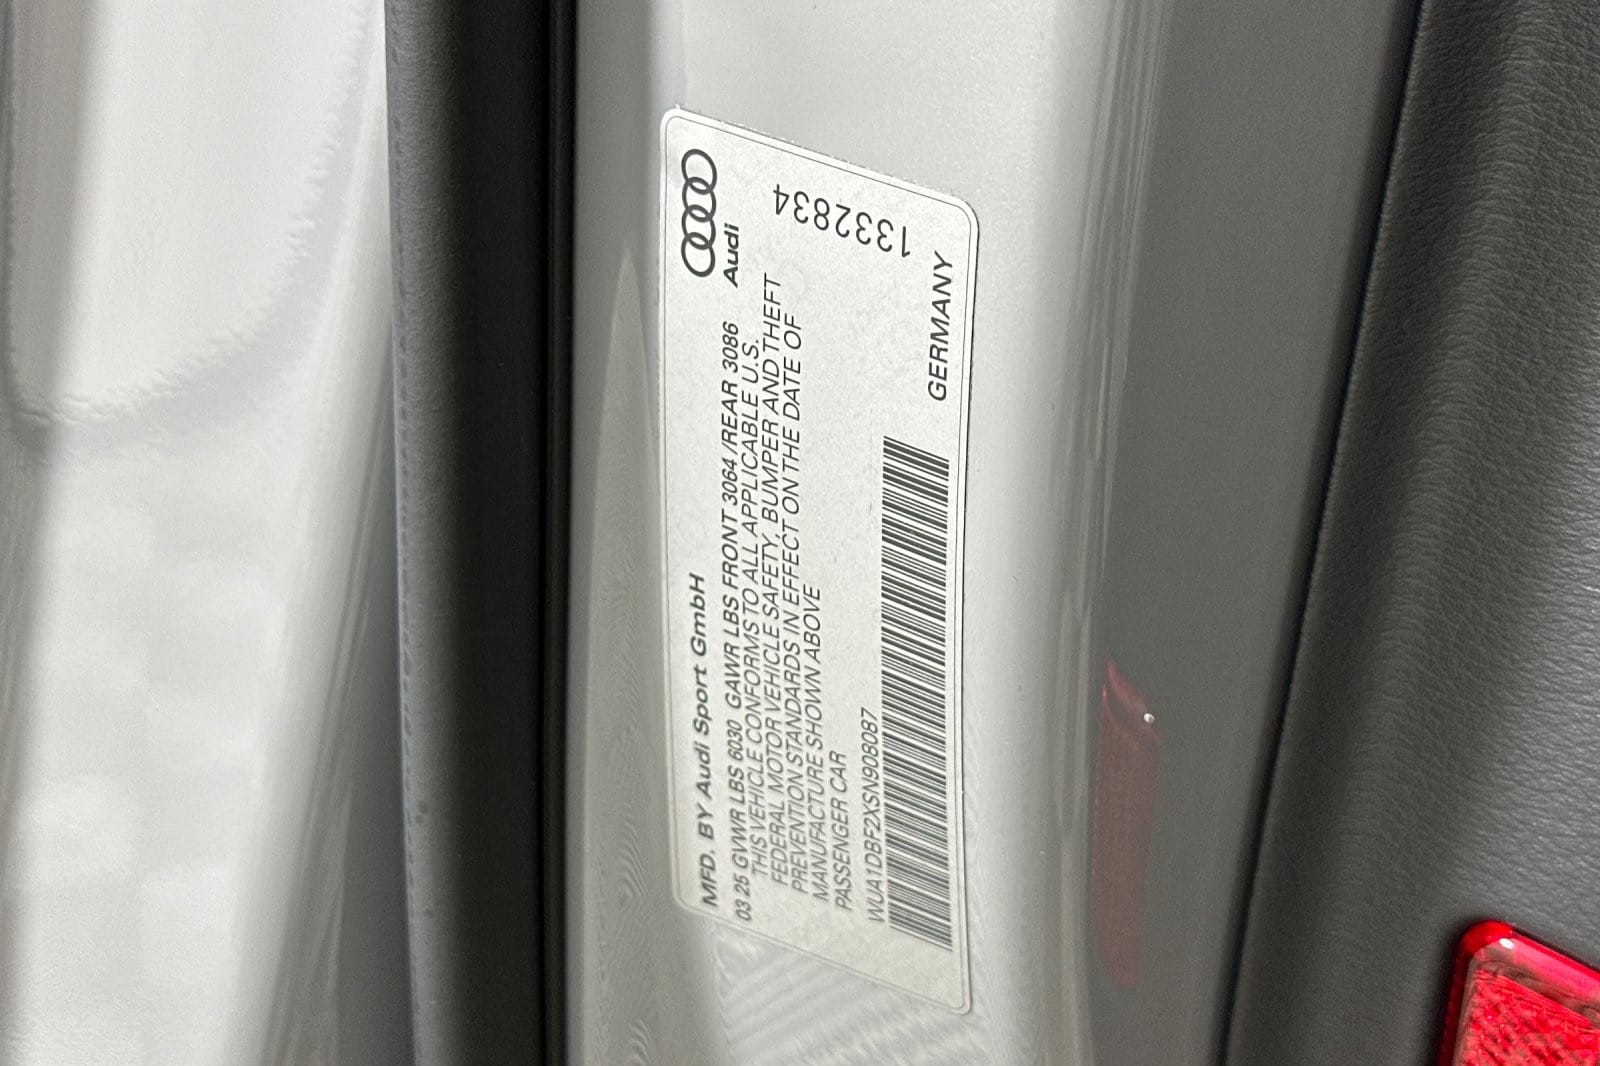 MFD. BY Audi Sport GmbH
Audi
03 25 GVWR LBS 6030 GAWR LBS FRONT 3064 /REAR 3086
THIS VEHICLE CONFORMS TO ALL APPLICABLE U.S.
FEDERAL MOTOR VEHICLE SAFETY, BUMPER AND THEFT
PREVENTION STANDARDS IN EFFECT ON THE DATE OF
MANUFACTURE SHOWN ABOVE
PASSENGER CAR
1332834
WUA1DBF2XSN908087
GERMANY